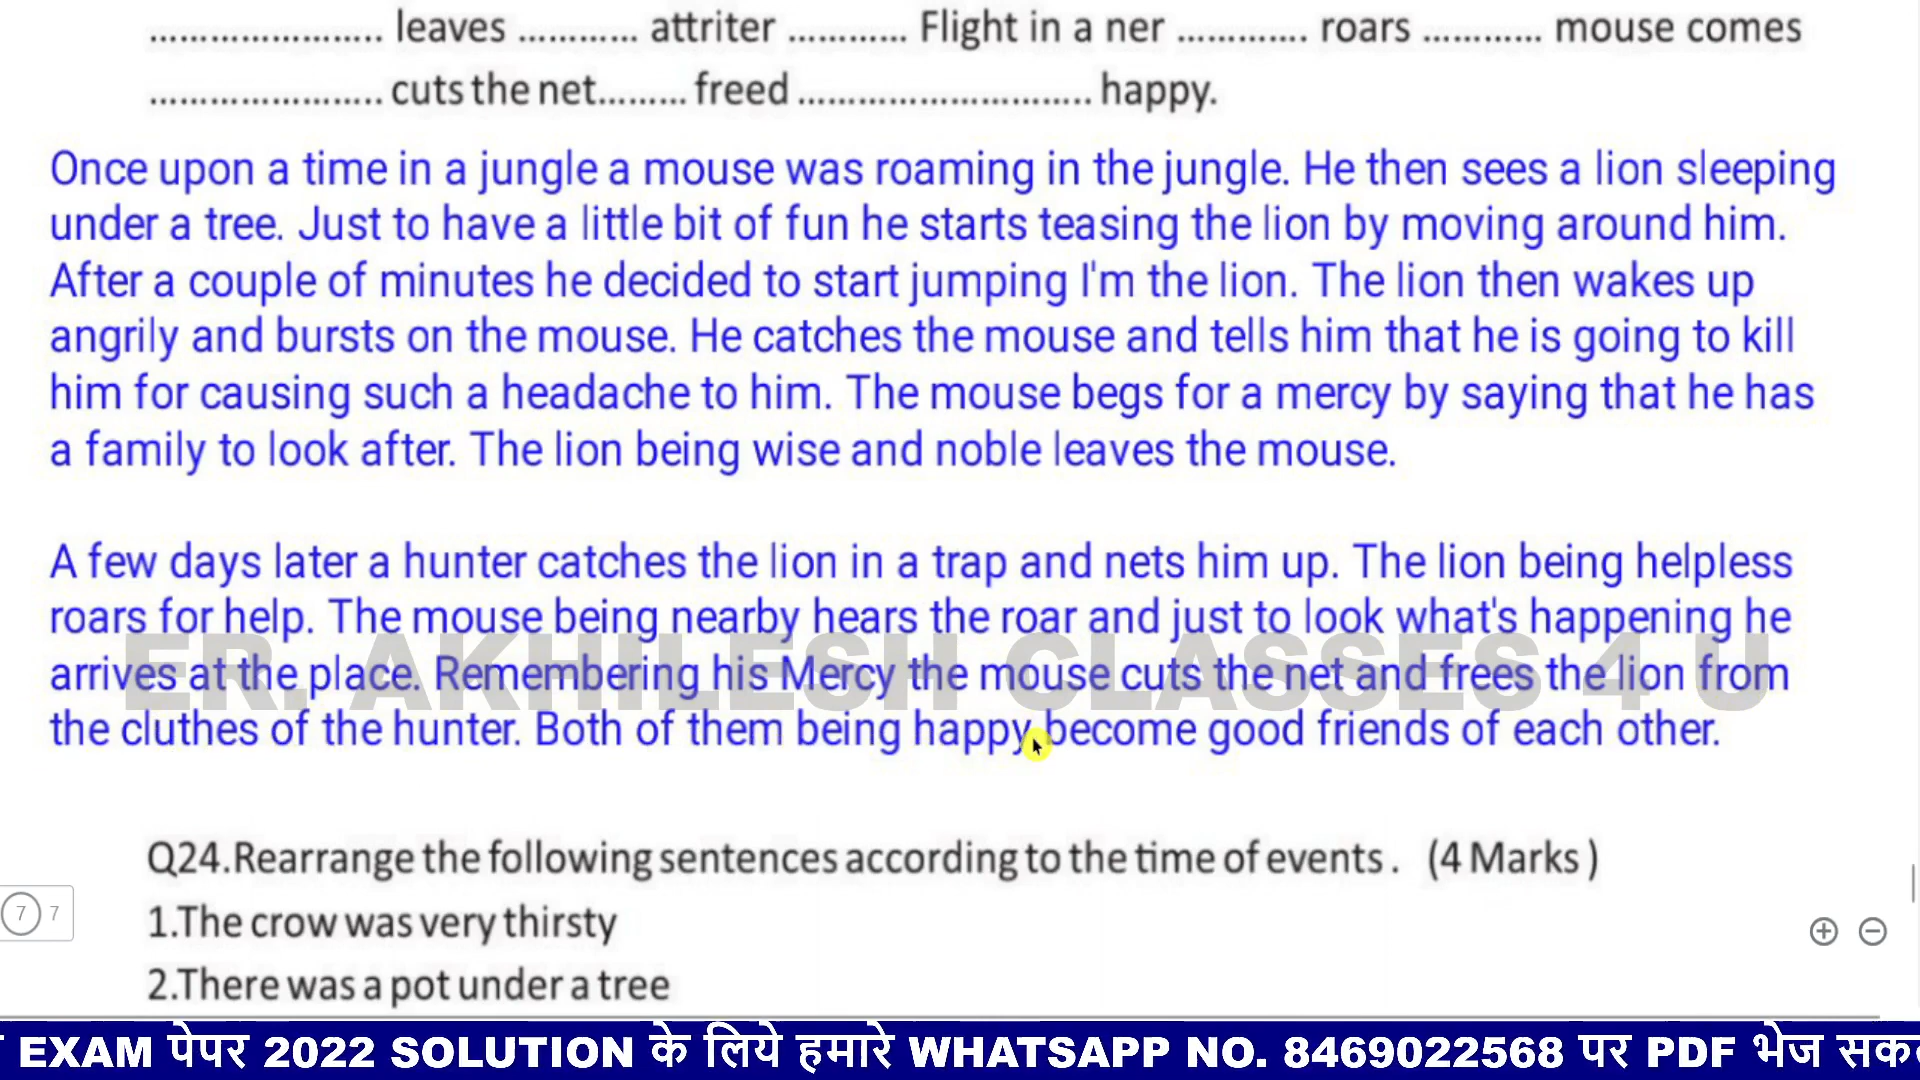 ..................... leaves ............ attriter ............ Flight in a ner ............. roars ............ mouse comes
....................... cuts the net......... freed ............................. happy.
Once upon a time in a jungle a mouse was roaming in the jungle. He then sees a lion sleeping
under a tree. Just to have a little bit of fun he starts teasing the lion by moving around him.
After a couple of minutes he decided to start jumping I'm the lion. The lion then wakes up
angrily and bursts on the mouse. He catches the mouse and tells him that he is going to kill
him for causing such a headache to him. The mouse begs for a mercy by saying that he has
a family to look after. The lion being wise and noble leaves the mouse.
A few days later a hunter catches the lion in a trap and nets him up. The lion being helpless
roars for help. The mouse being nearby hears the roar and just to look what's happening he
ER. AKHILESH CLASSES 4 U
arrives at the place. Remembering his Mercy the mouse cuts the net and frees the lion from
the cluthes of the hunter. Both of them being happy become good friends of each other.
Q24.Rearrange the following sentences according to the time of events . (4 Marks )
7 7
1.The crow was very thirsty
2.There was a pot under a tree
EXAM पेपर 2022 SOLUTION के लिये हमारे WHATSAPP NO. 8469022568 पर PDF भेज